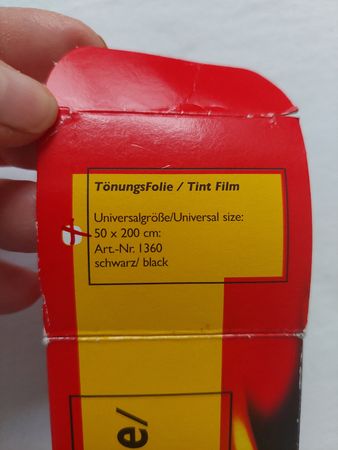 TönungsFolie / Tint Film
Universalgröße/Universal size:
50 x 200 cm:
Art.-Nr. 1360
schwarz/ black
e/